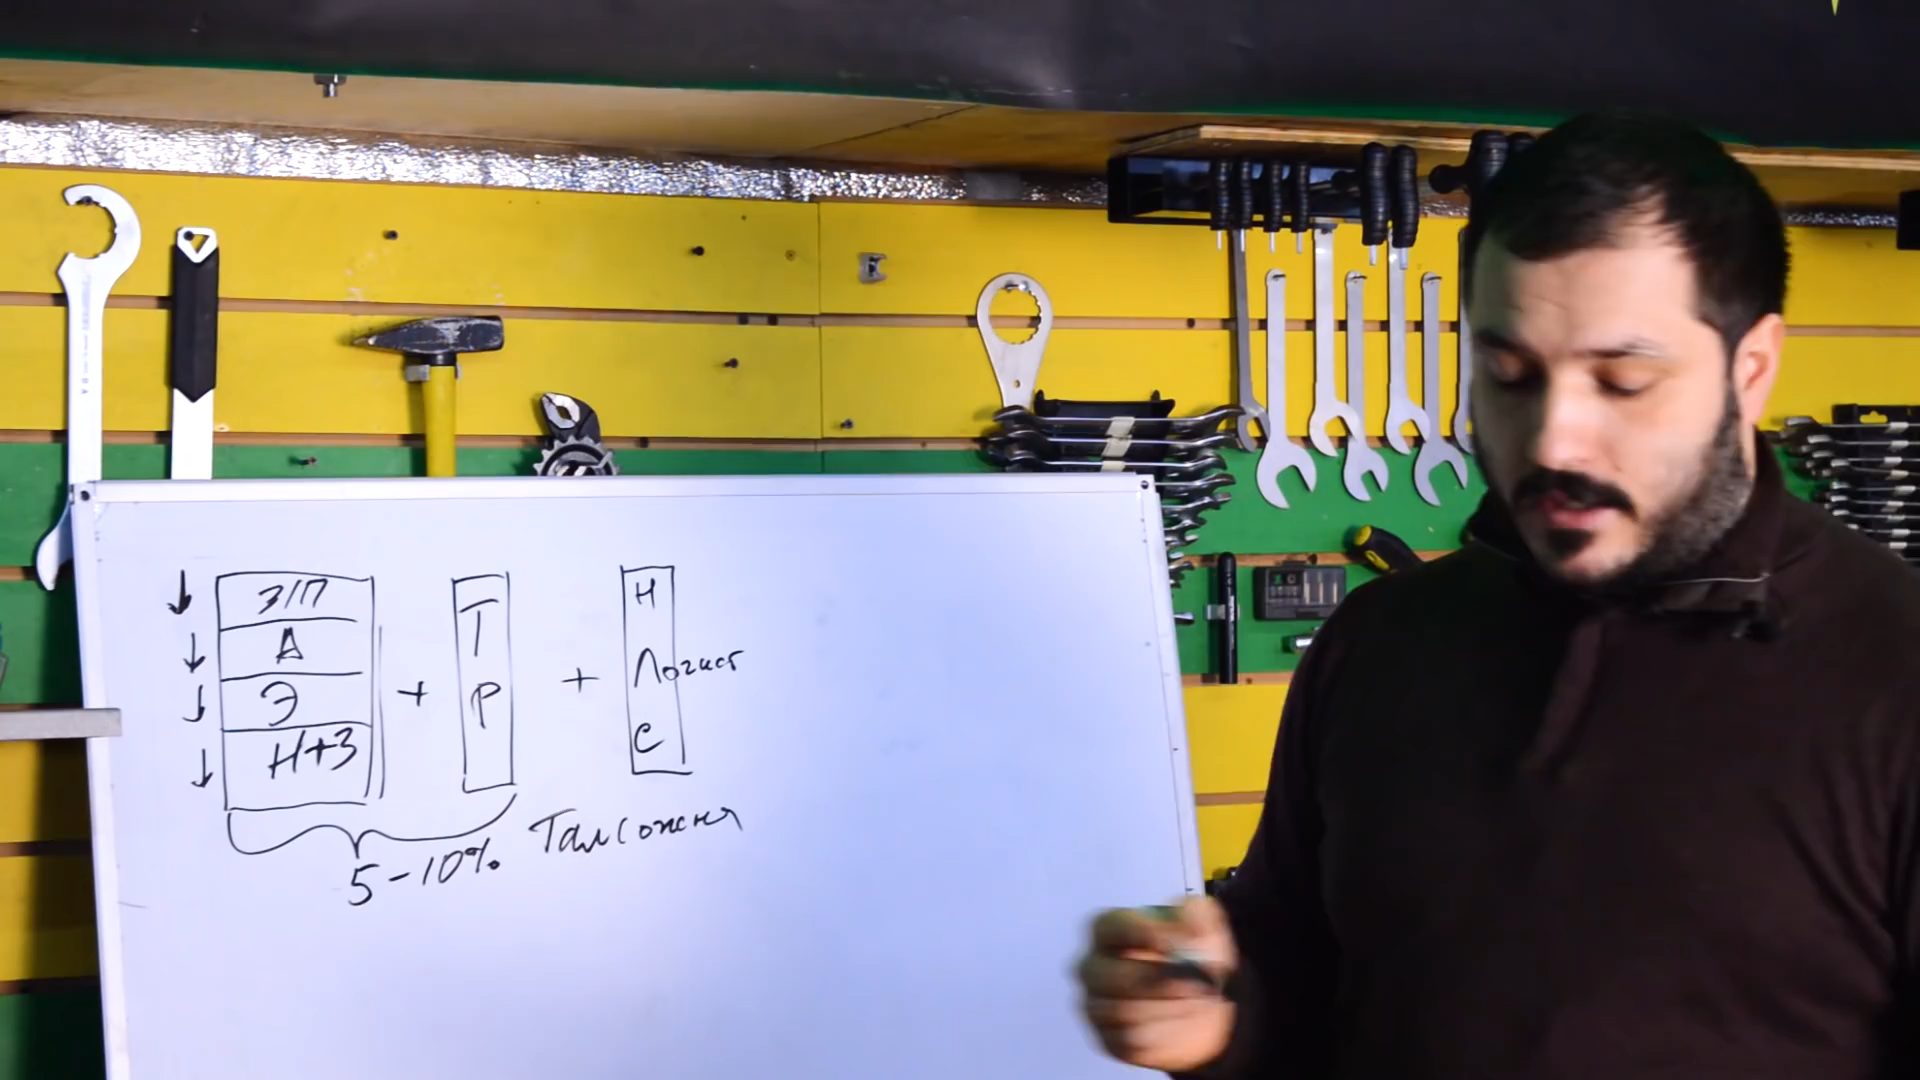 З/П
А
Э
Н+З
+
Т
Р
+
Н
Логист
С
5-10%
Таможня